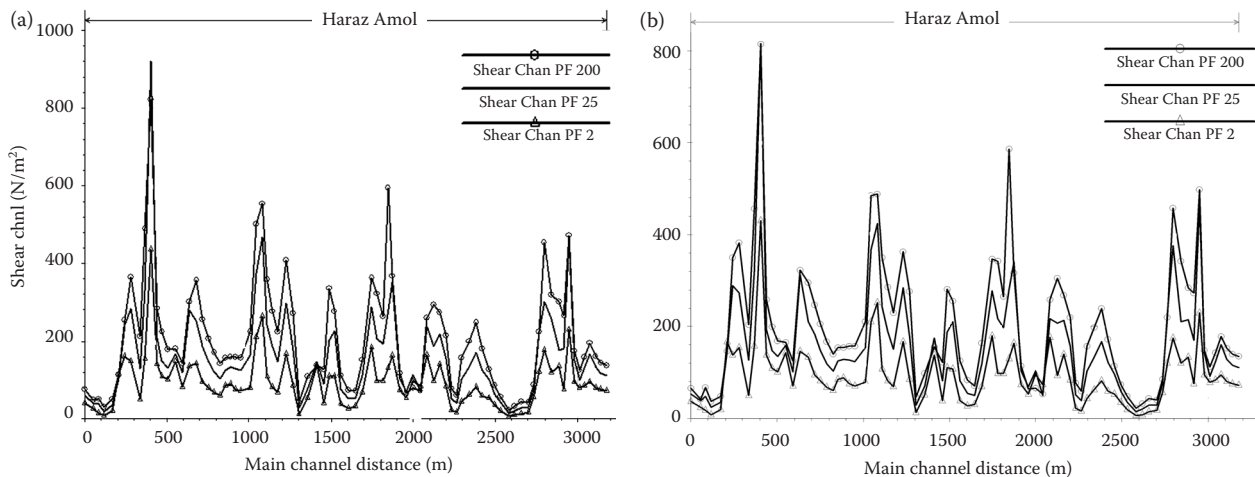 (a)
Haraz Amol
1000
800
600
400
200
0
Shear chnl (N/m²)
Shear Chan PF 200
Shear Chan PF 25
Shear Chan PF 2
0
500
1000
1500
2000
2500
3000
Main channel distance (m)
(b)
Haraz Amol
800
600
400
200
0
Shear Chan PF 200
Shear Chan PF 25
Shear Chan PF 2
0
500
1000
1500
2000
2500
3000
Main channel distance (m)